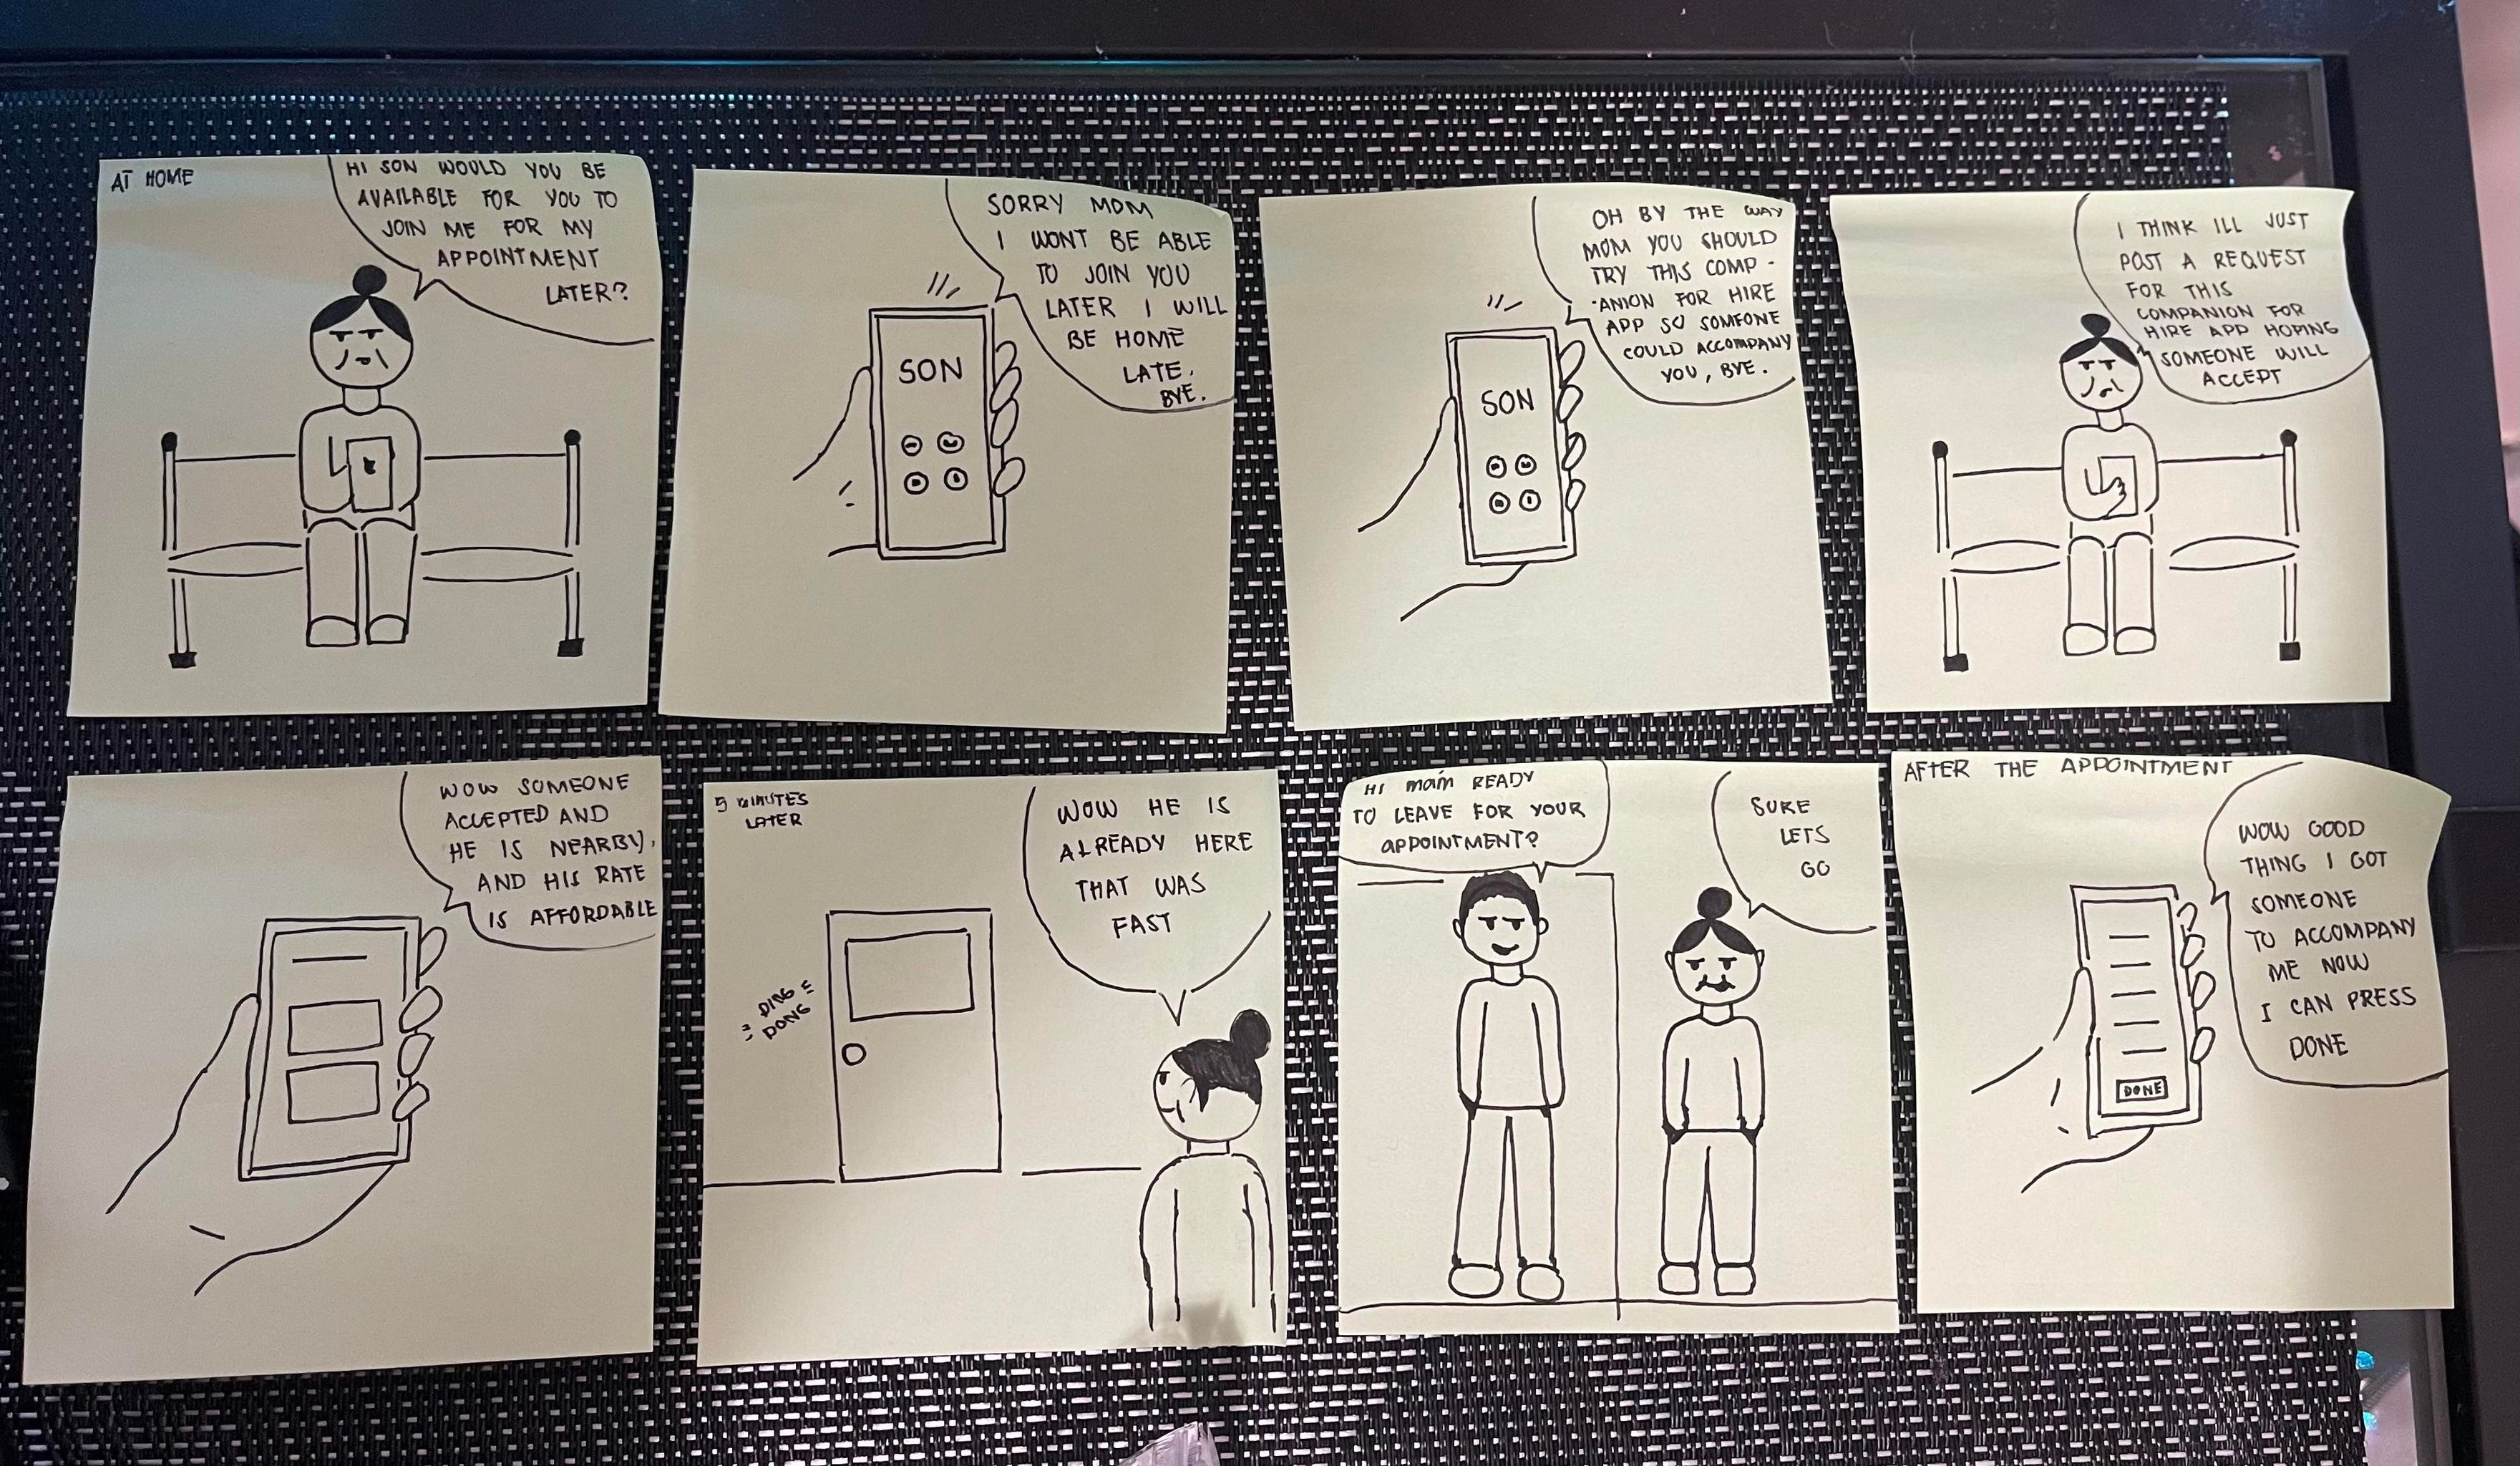 AT HOME
HI SON WOULD YOU BE
AVAILABLE FOR YOU TO
JOIN ME FOR MY
APPOINTMENT
LATER?
SORRY MOM
I WONT BE ABLE
TO JOIN YOU
LATER I WILL
BE HOME
LATE.
BYE.
SON
OH BY THE WAY
MOM YOU SHOULD
TRY THIS COMP-
-ANION FOR HIRE
APP SO SOMEONE
COULD ACCOMPANY
YOU, BYE.
SON
I THINK ILL JUST
POST A REQUEST
FOR THIS
COMPANION FOR
HIRE APP HOPING
SOMEONE WILL
ACCEPT
WOW SOMEONE
ACCEPTED AND
HE IS NEARBY,
AND HIS RATE
IS AFFORDABLE
5 MINUTES
LATER
WOW HE IS
ALREADY HERE
THAT WAS
FAST
DING
DONG
HI mam READY
TO LEAVE FOR YOUR
APPOINTMENT?
SURE
LETS
GO
AFTER THE APPOINTMENT
WOW GOOD
THING I GOT
SOMEONE
TO ACCOMPANY
ME NOW
I CAN PRESS
DONE
DONE